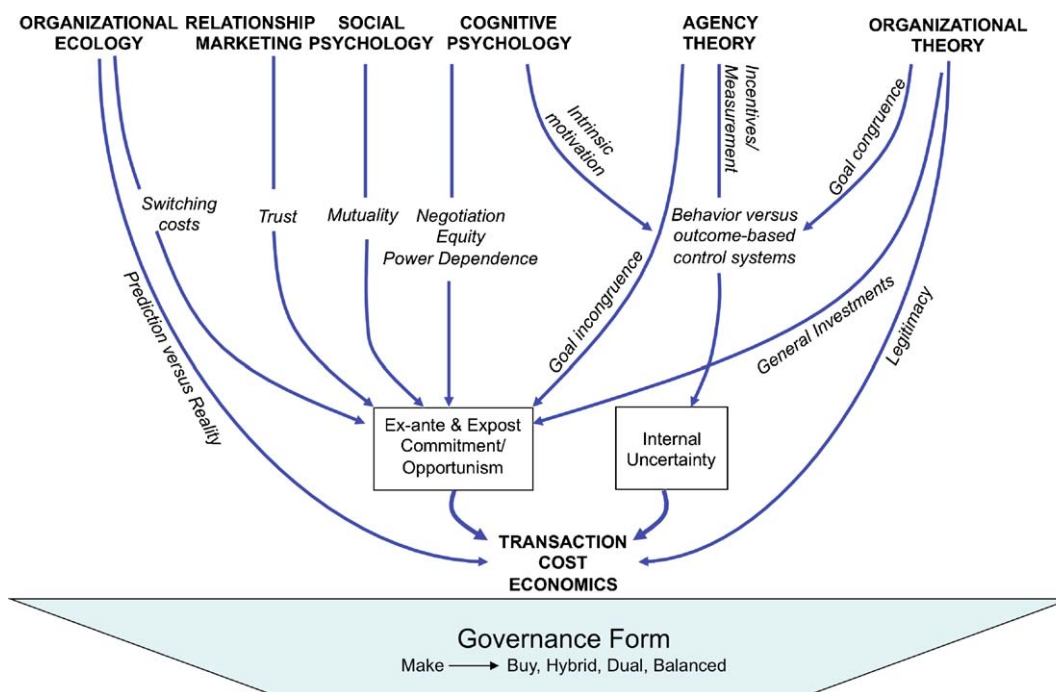 ORGANIZATIONAL
ECOLOGY
RELATIONSHIP
MARKETING
SOCIAL
PSYCHOLOGY
COGNITIVE
PSYCHOLOGY
AGENCY
THEORY
ORGANIZATIONAL
THEORY
Intrinsic
motivation
Incentives/
Measurement
Goal congruence
Switching
costs
Trust
Mutuality
Negotiation
Equity
Power Dependence
Behavior versus
outcome-based
control systems
Prediction versus Reality
Goal incongruence
General Investments
Legitimacy
Ex-ante & Expost
Commitment/
Opportunism
Internal
Uncertainty
TRANSACTION
COST
ECONOMICS
Governance Form
Make
Buy, Hybrid, Dual, Balanced